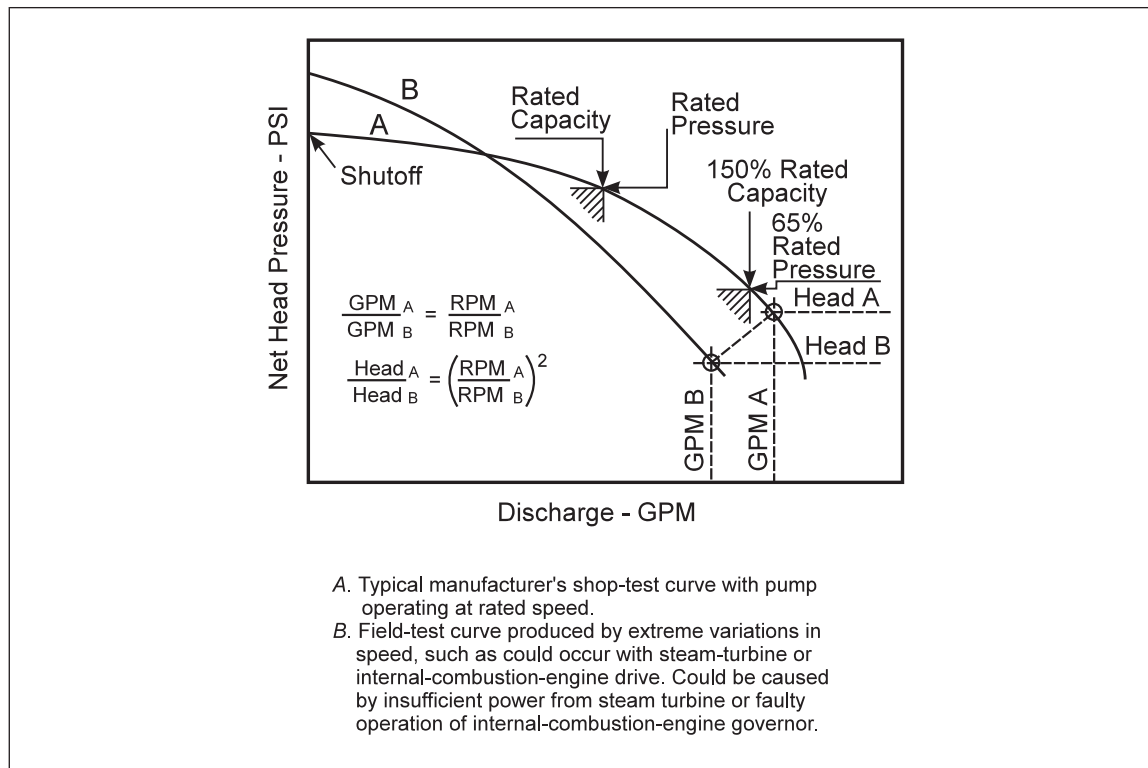 Net Head Pressure - PSI
B
A
Shutoff
Rated
Capacity
Rated
Pressure
150% Rated
Capacity
65%
Rated
Pressure
Head A
Head B
GPM A / GPM B = RPM A / RPM B
Head A / Head B = (RPM A / RPM B)²
GPM B
GPM A
Discharge - GPM
A. Typical manufacturer's shop-test curve with pump
operating at rated speed.
B. Field-test curve produced by extreme variations in
speed, such as could occur with steam-turbine or
internal-combustion-engine drive. Could be caused
by insufficient power from steam turbine or faulty
operation of internal-combustion-engine governor.